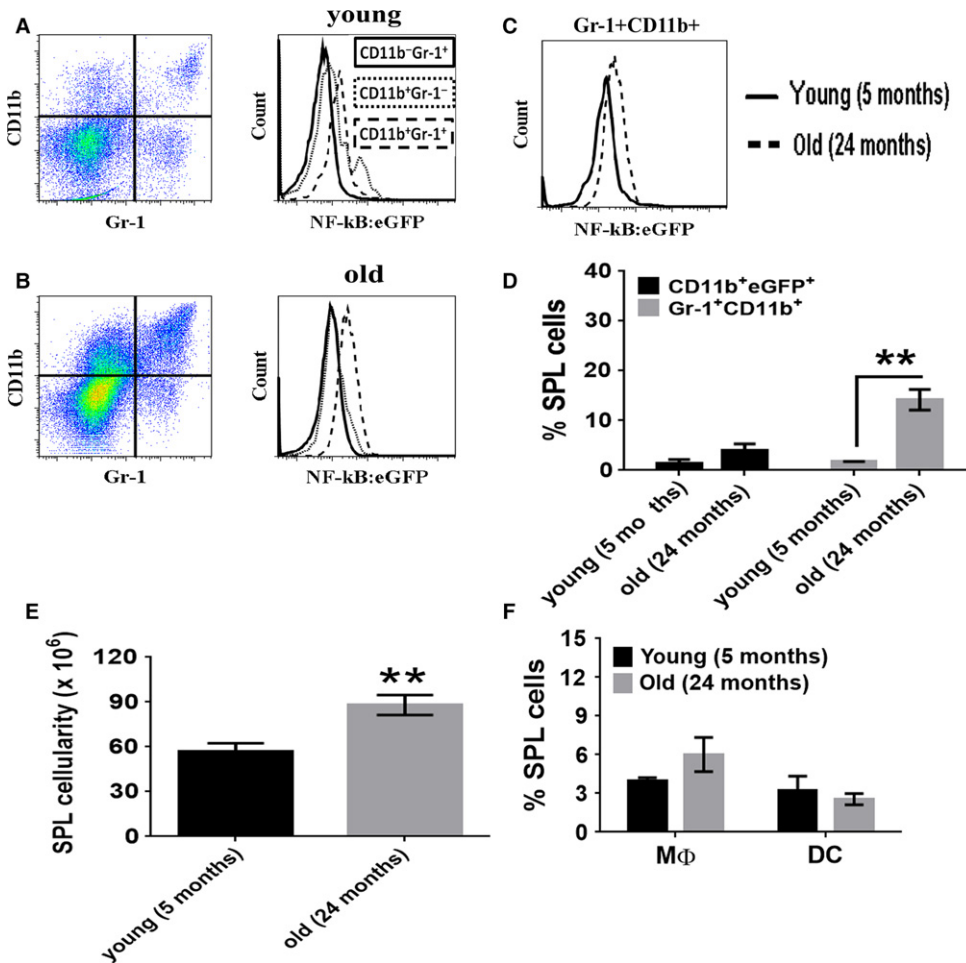 A
young
CD11b
Gr-1
Count
NF-kB:eGFP
CD11b⁻Gr-1⁺
CD11b⁺Gr-1⁻
CD11b⁺Gr-1⁺
C
Gr-1+CD11b+
Count
NF-kB:eGFP
Young (5 months)
Old (24 months)
B
old
CD11b
Gr-1
Count
NF-kB:eGFP
D
% SPL cells
40
30
20
10
0
CD11b⁺eGFP⁺
Gr-1⁺CD11b⁺
**
young (5 mo ths)
old (24 months)
young (5 months)
old (24 months)
E
SPL cellularity (x 10⁶)
120
90
60
30
0
**
young (5 months)
old (24 months)
F
% SPL cells
15
12
9
6
3
0
Young (5 months)
Old (24 months)
MΦ
DC